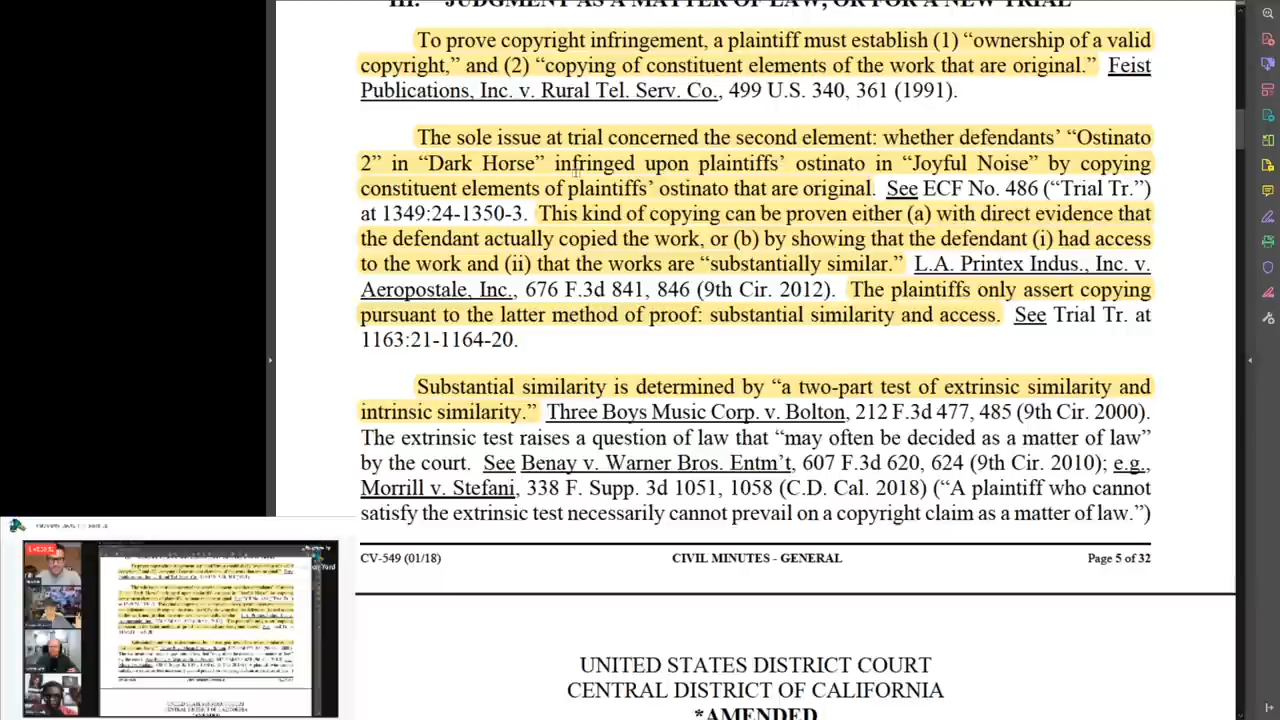 III. JUDGMENT AS A MATTER OF LAW, OR FOR A NEW TRIAL
To prove copyright infringement, a plaintiff must establish (1) “ownership of a valid
copyright,” and (2) “copying of constituent elements of the work that are original.” Feist
Publications, Inc. v. Rural Tel. Serv. Co., 499 U.S. 340, 361 (1991).
The sole issue at trial concerned the second element: whether defendants’ “Ostinato
2” in “Dark Horse” infringed upon plaintiffs’ ostinato in “Joyful Noise” by copying
constituent elements of plaintiffs’ ostinato that are original. See ECF No. 486 (“Trial Tr.”)
at 1349:24-1350-3. This kind of copying can be proven either (a) with direct evidence that
the defendant actually copied the work, or (b) by showing that the defendant (i) had access
to the work and (ii) that the works are “substantially similar.” L.A. Printex Indus., Inc. v.
Aeropostale, Inc., 676 F.3d 841, 846 (9th Cir. 2012). The plaintiffs only assert copying
pursuant to the latter method of proof: substantial similarity and access. See Trial Tr. at
1163:21-1164-20.
Substantial similarity is determined by “a two-part test of extrinsic similarity and
intrinsic similarity.” Three Boys Music Corp. v. Bolton, 212 F.3d 477, 485 (9th Cir. 2000).
The extrinsic test raises a question of law that “may often be decided as a matter of law”
by the court. See Benay v. Warner Bros. Entm’t, 607 F.3d 620, 624 (9th Cir. 2010); e.g.,
Morrill v. Stefani, 338 F. Supp. 3d 1051, 1058 (C.D. Cal. 2018) (“A plaintiff who cannot
satisfy the extrinsic test necessarily cannot prevail on a copyright claim as a matter of law.”)
CV-549 (01/18) CIVIL MINUTES - GENERAL Page 5 of 32
UNITED STATES DISTRICT COURT
CENTRAL DISTRICT OF CALIFORNIA
*AMENDED